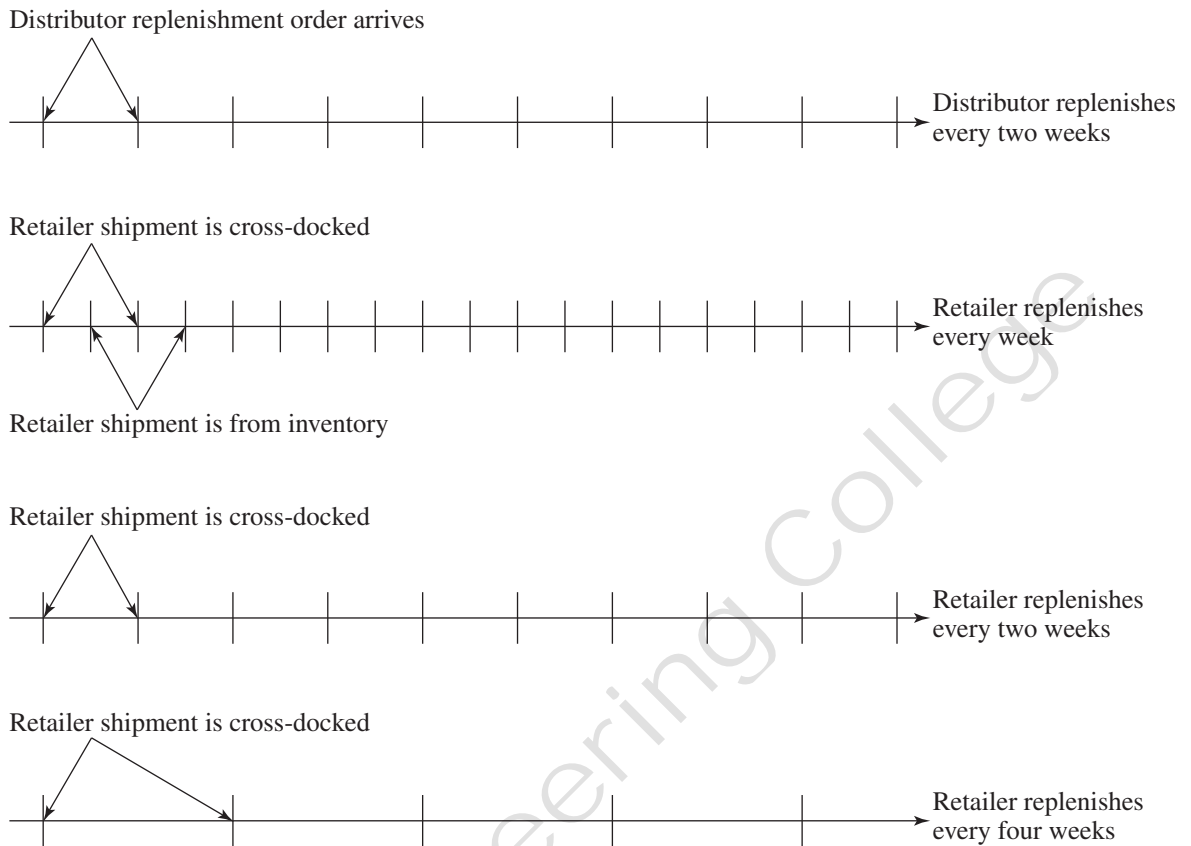 Distributor replenishment order arrives
Distributor replenishes
every two weeks
Retailer shipment is cross-docked
Retailer replenishes
every week
Retailer shipment is from inventory
Retailer shipment is cross-docked
Retailer replenishes
every two weeks
Retailer shipment is cross-docked
Retailer replenishes
every four weeks
eering College